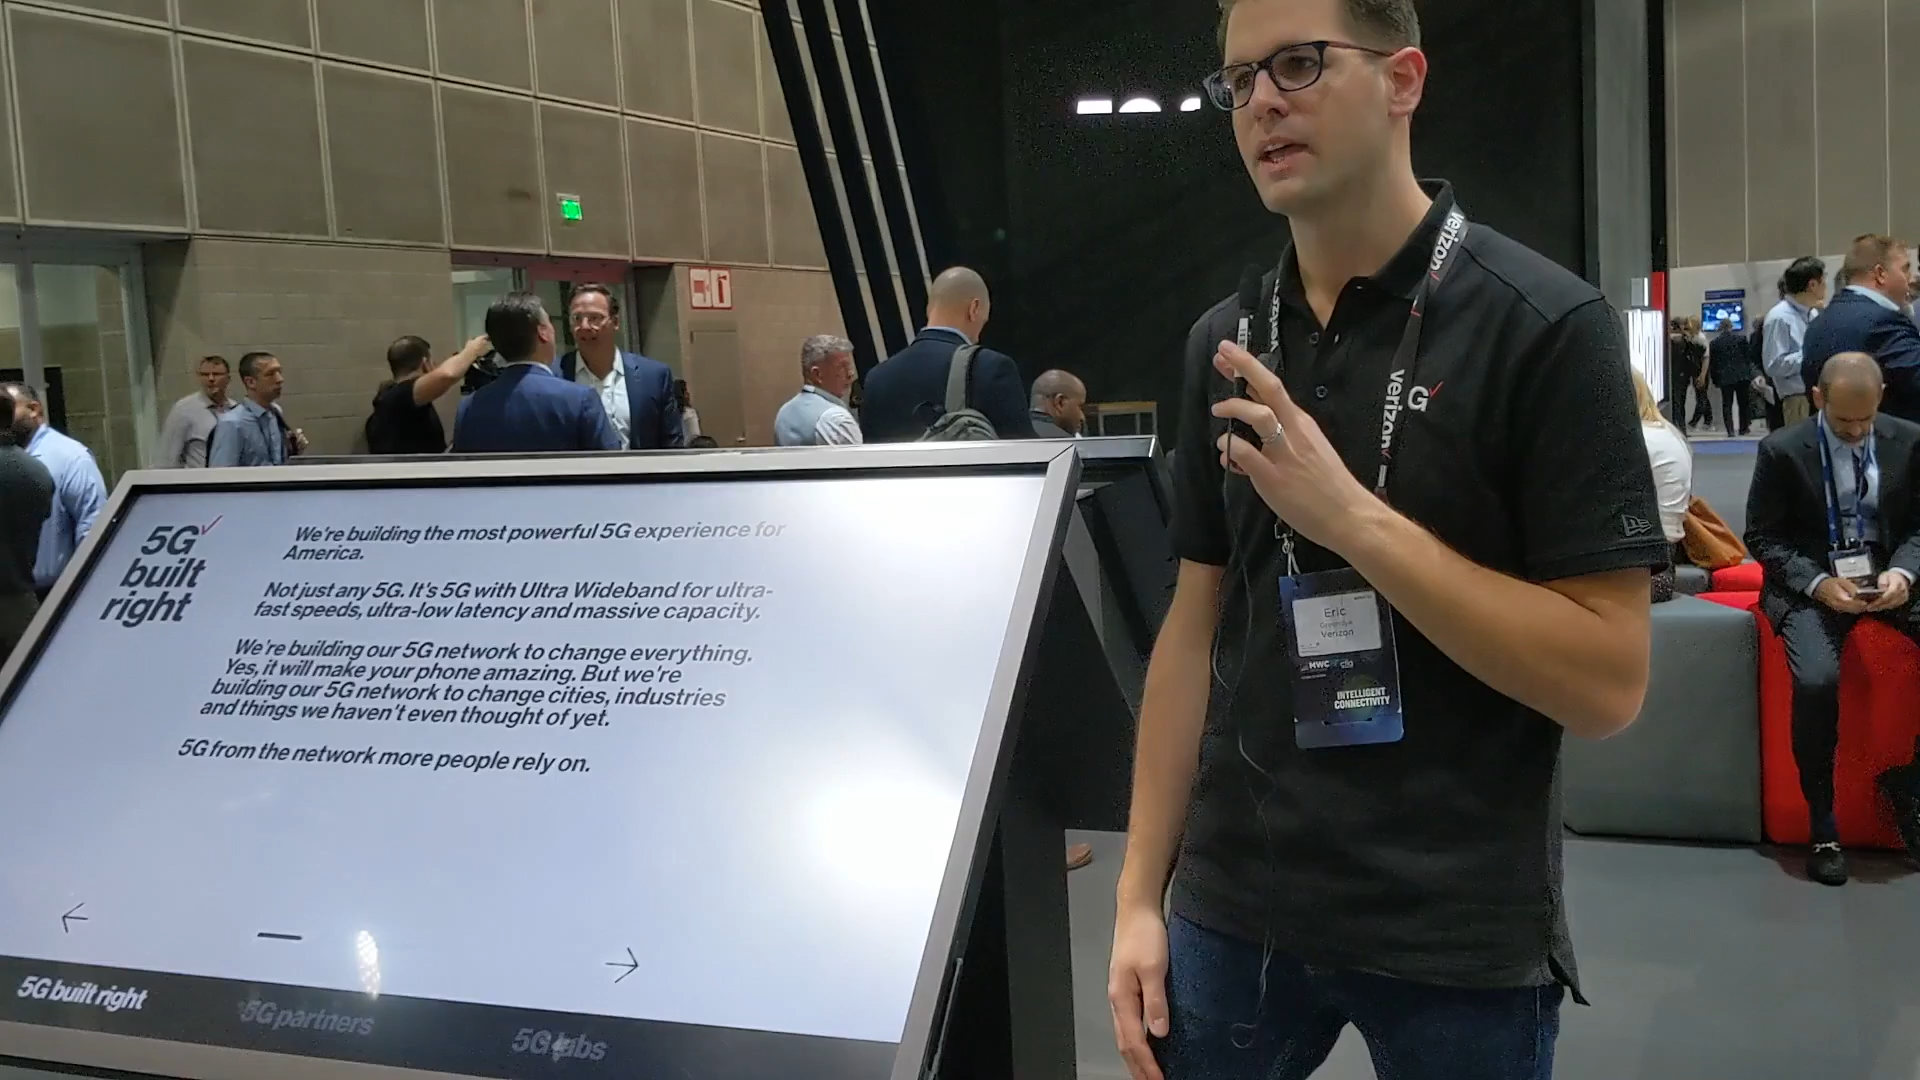 5G
built
right
We're building the most powerful 5G experience for
America.
Not just any 5G. It's 5G with Ultra Wideband for ultra-
fast speeds, ultra-low latency and massive capacity.
We're building our 5G network to change everything.
Yes, it will make your phone amazing. But we're
building our 5G network to change cities, industries
and things we haven't even thought of yet.
5G from the network more people rely on.
5G built right
5G partners
5G labs
verizon
verizon
G
Eric
Verizon
MWC
INTELLIGENT
CONNECTIVITY